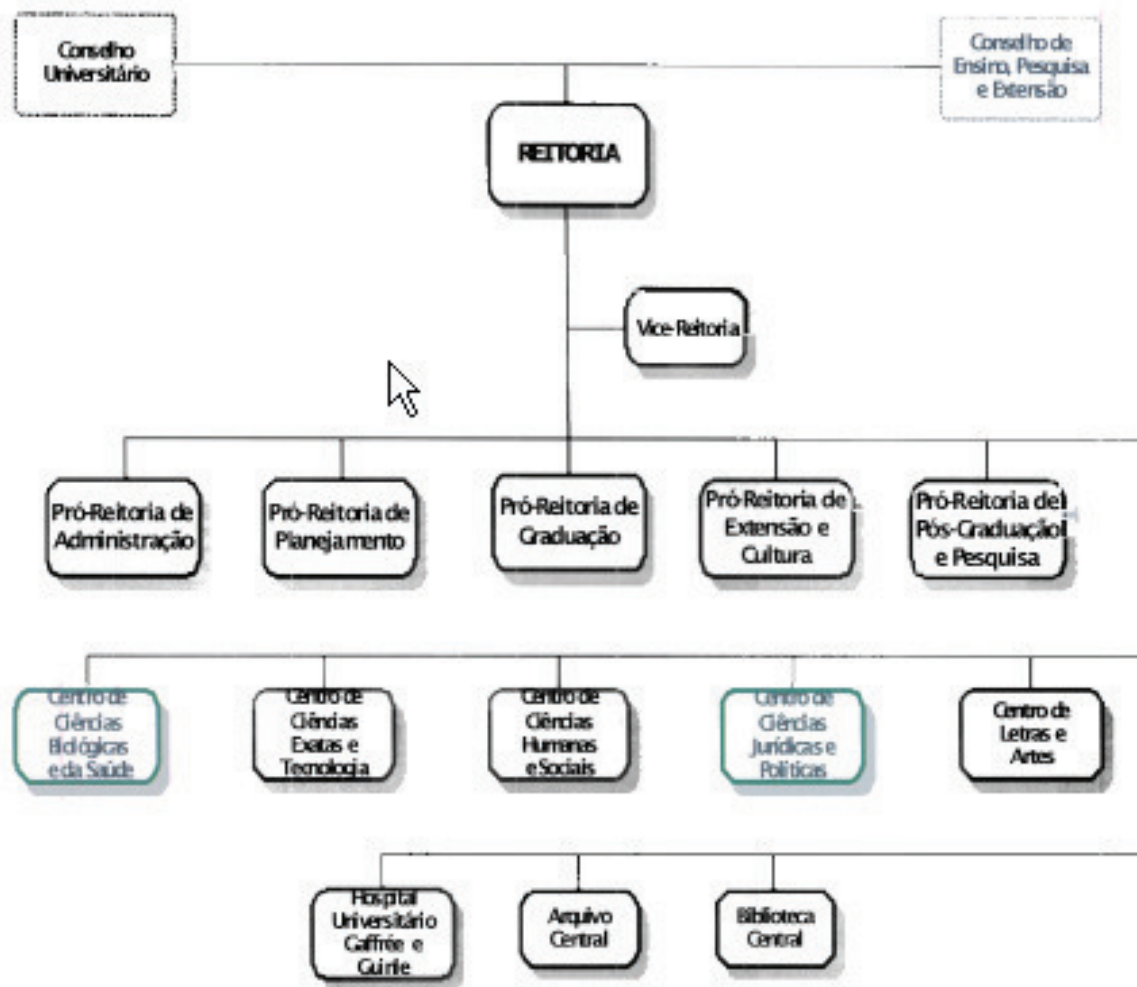 Conselho
Universitário
Conselho de
Ensino, Pesquisa
e Extensão
REITORIA
Vice-Reitoria
Pró-Reitoria de
Administração
Pró-Reitoria de
Planejamento
Pró-Reitoria de
Graduação
Pró-Reitoria de
Extensão e
Cultura
Pró-Reitoria de
Pós-Graduação
e Pesquisa
Centro de
Ciências
Biológicas
e da Saúde
Centro de
Ciências
Exatas e
Tecnologia
Centro de
Ciências
Humanas
e Sociais
Centro de
Ciências
Jurídicas e
Políticas
Centro de
Letras e
Artes
Hospital
Universitário
Gaffrée e
Guinle
Arquivo
Central
Biblioteca
Central